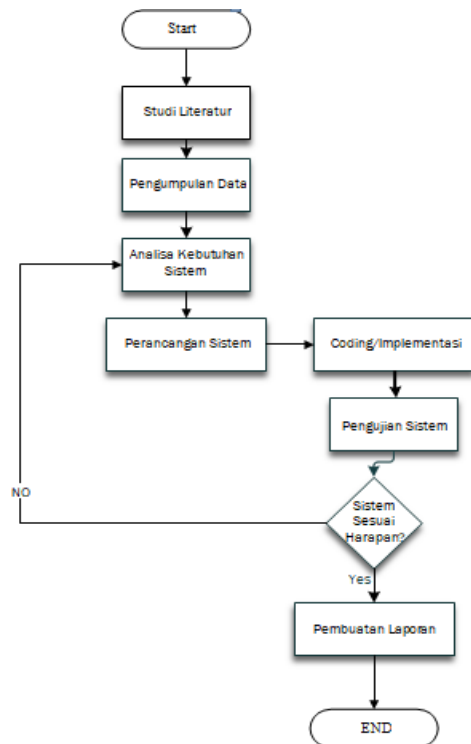 Start
Studi Literatur
Pengumpulan Data
Analisa Kebutuhan
Sistem
Perancangan Sistem
Coding/Implementasi
Pengujian Sistem
Sistem
Sesuai
Harapan?
NO
Yes
Pembuatan Laporan
END